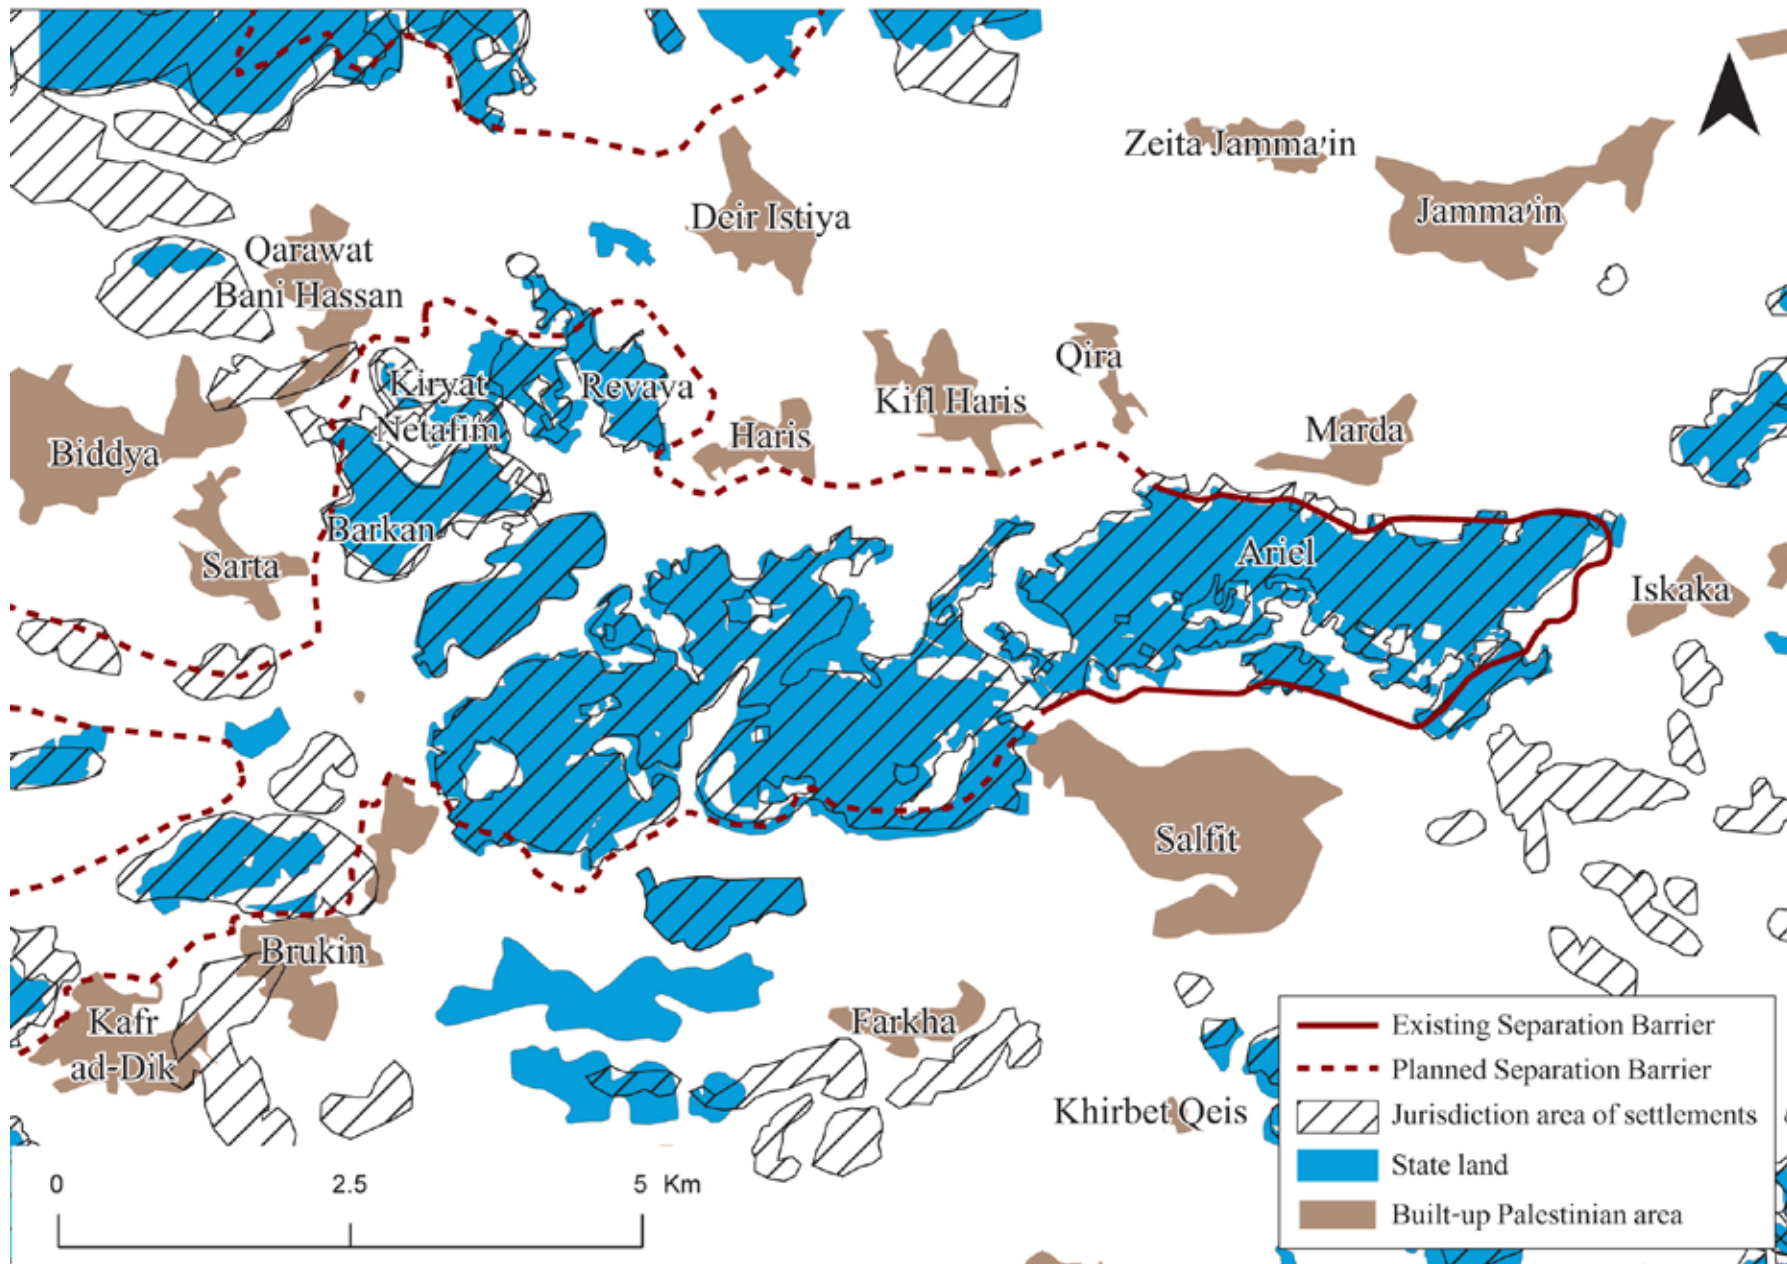 Zeita Jamma'in
Deir Istiya
Jamma'in
Qarawat
Bani Hassan
Qira
Kiryat
Netafim
Revava
Kifl Haris
Haris
Marda
Biddya
Barkan
Sarta
Ariel
Iskaka
Salfit
Brukin
Kafr
ad-Dik
Farkha
Khirbet Qeis
0 2.5 5 Km
Existing Separation Barrier
Planned Separation Barrier
Jurisdiction area of settlements
State land
Built-up Palestinian area